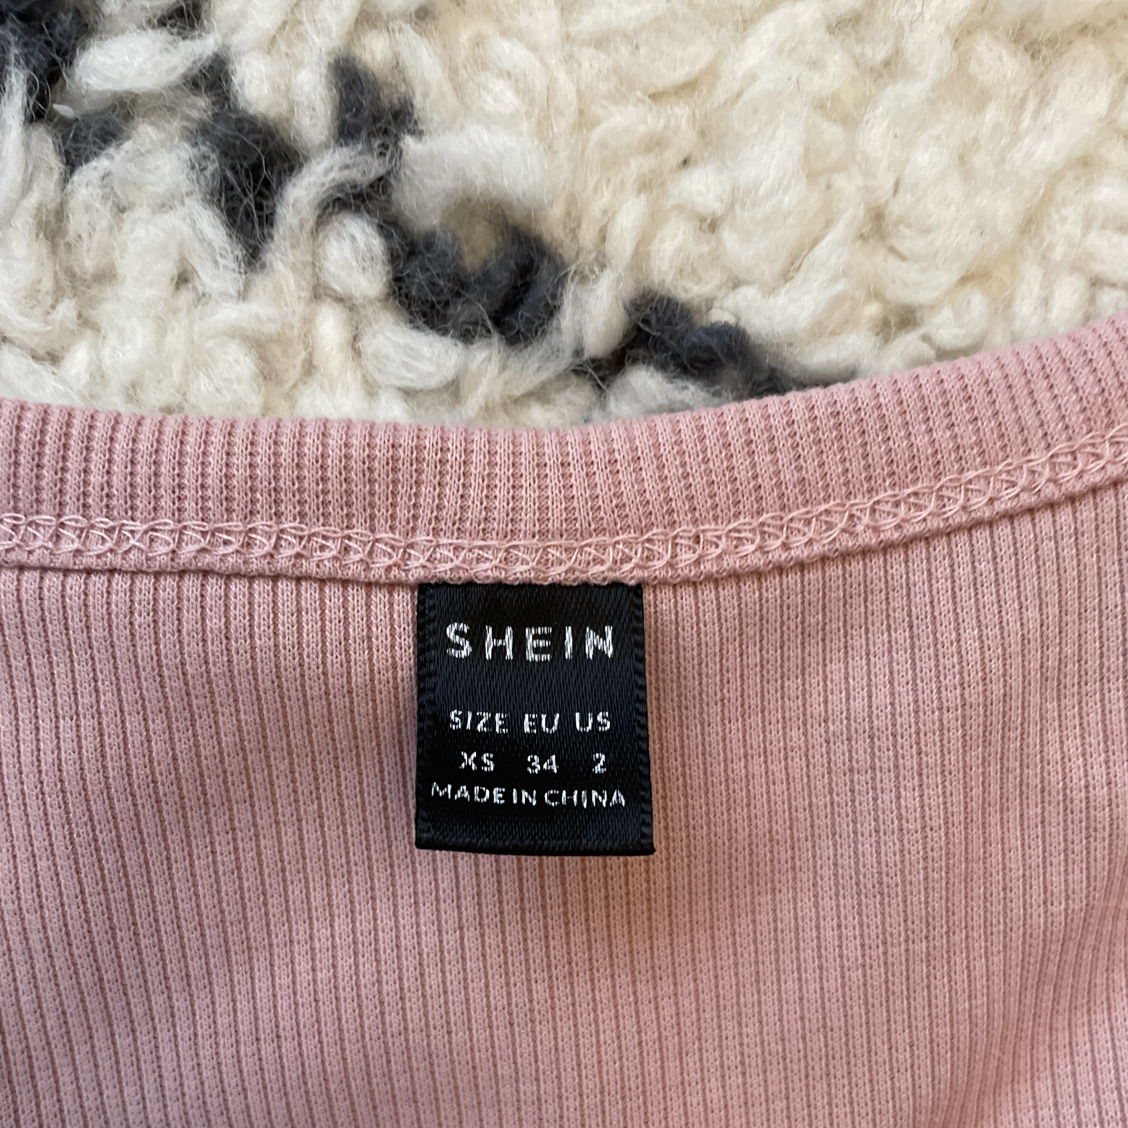 SHEIN
SIZE EU US
XS 34 2
MADE IN CHINA